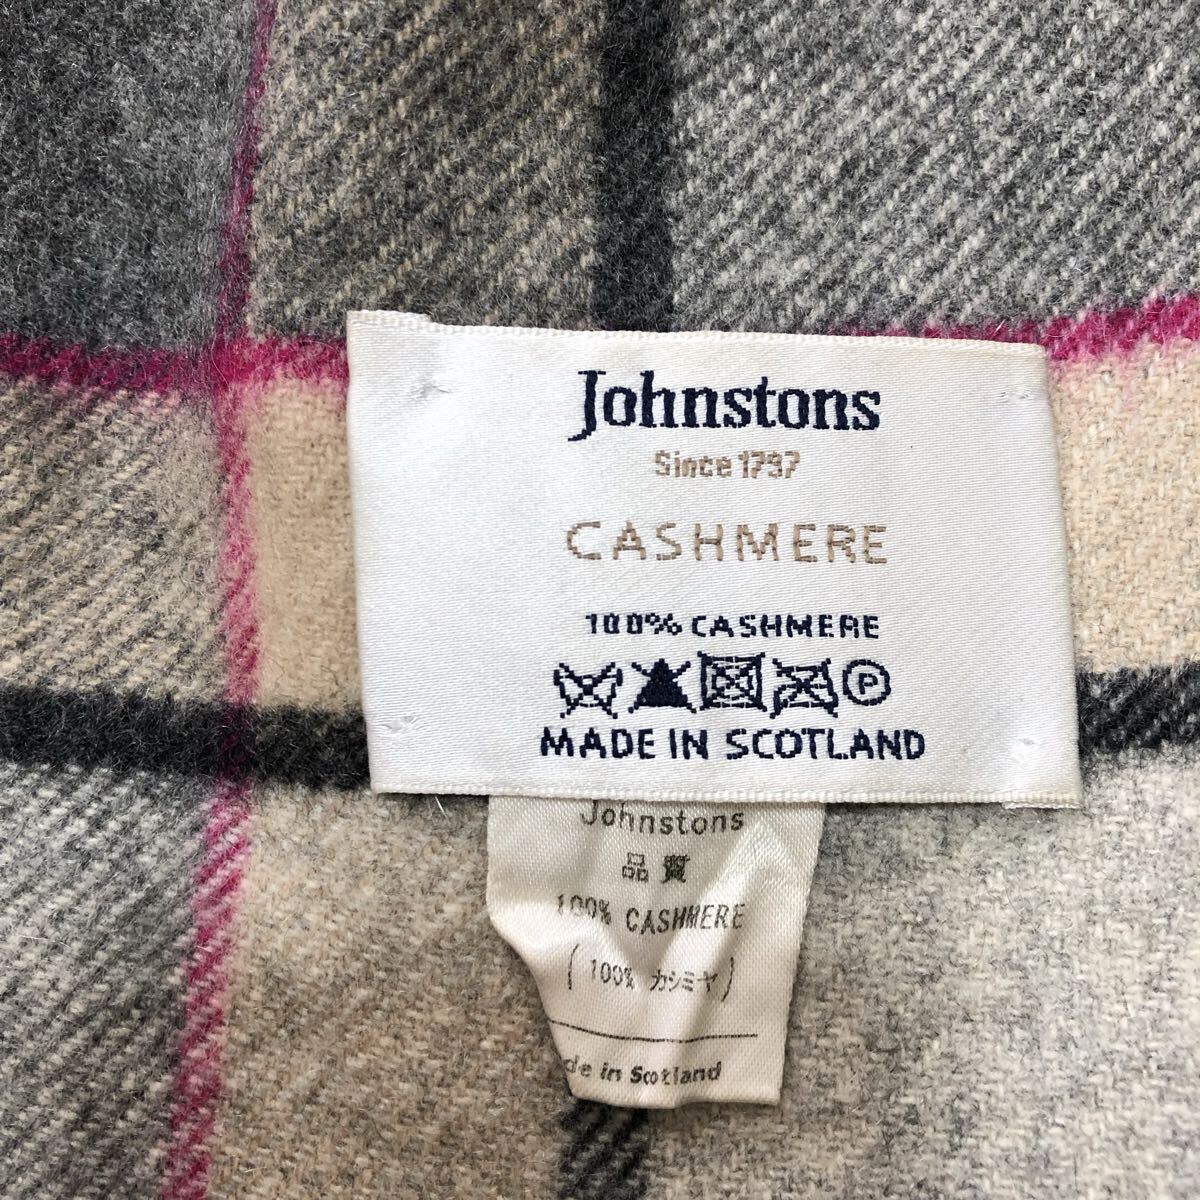 Johnstons
Since 1797
CASHMERE
100% CASHMERE
P
MADE IN SCOTLAND
Johnstons
品質
100% CASHMERE
(100% カシミヤ)
de in Scotland